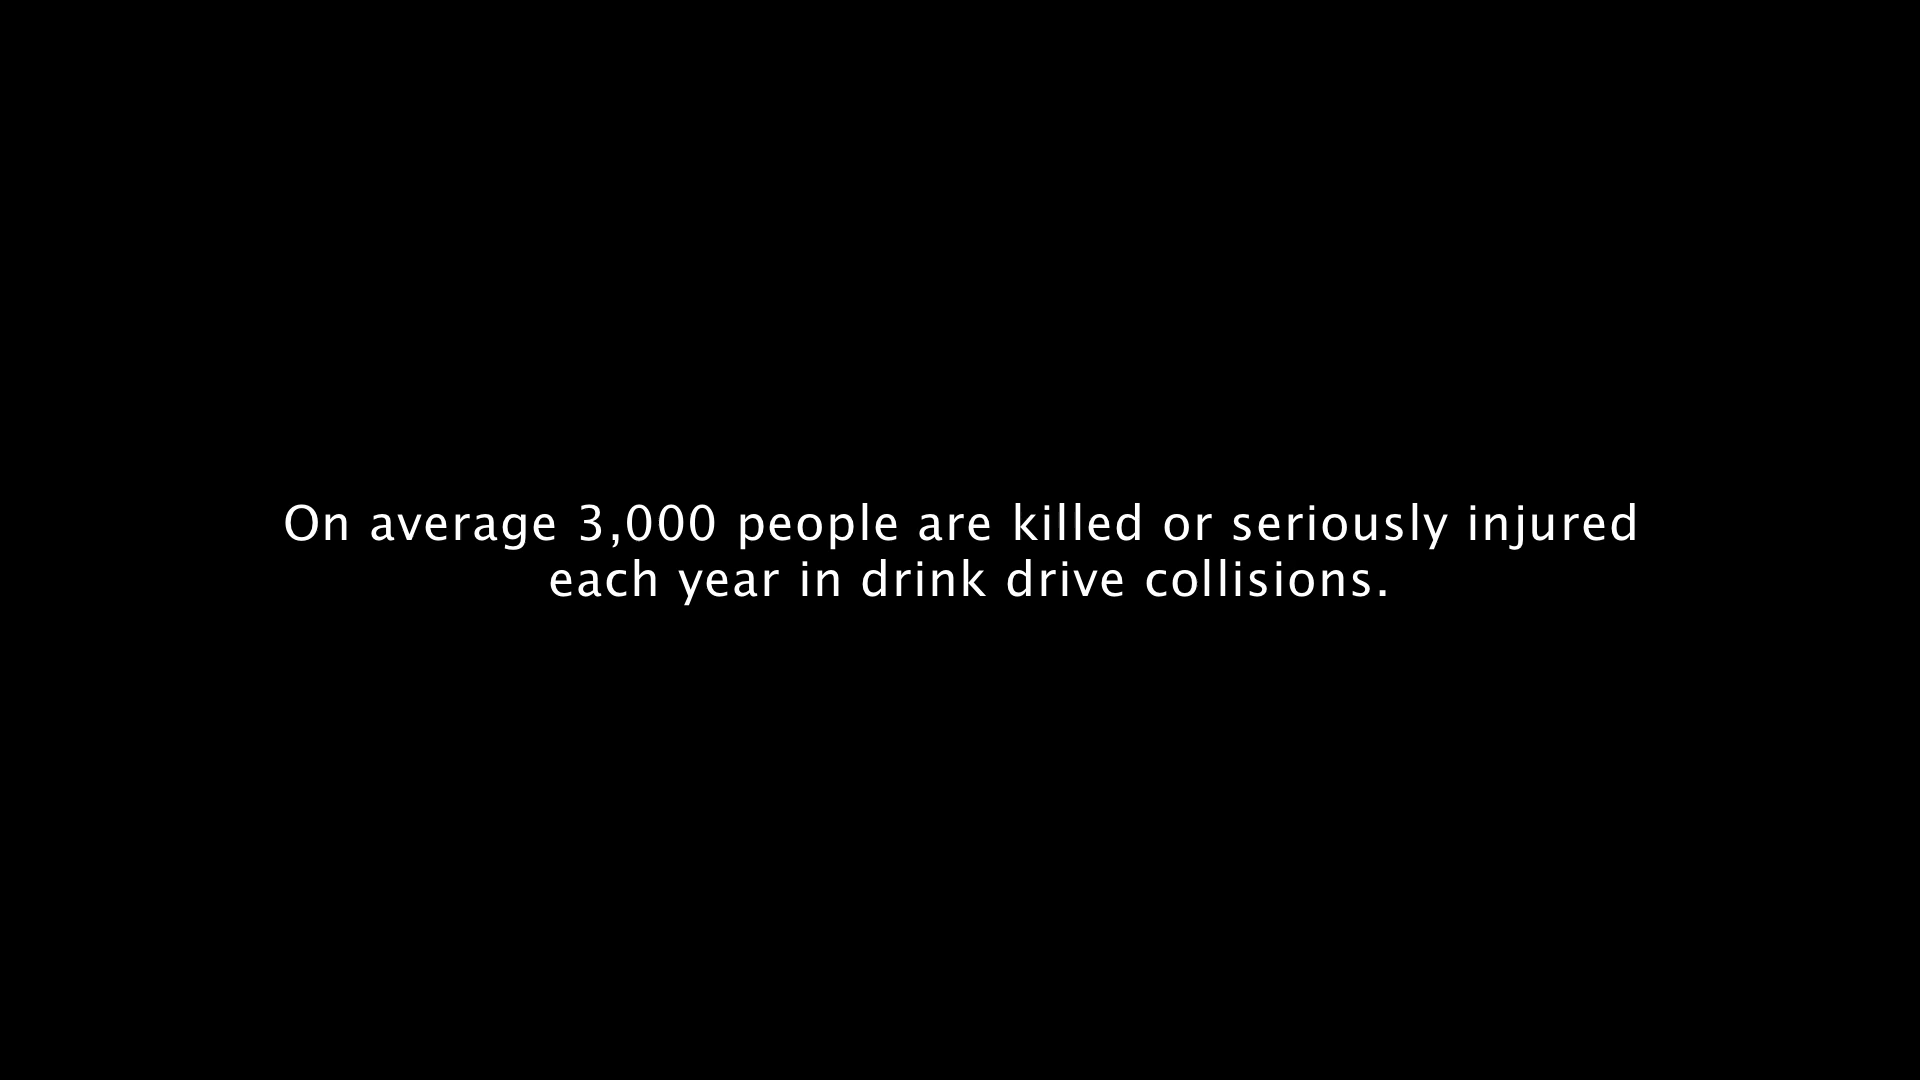 On average 3,000 people are killed or seriously injured
each year in drink drive collisions.